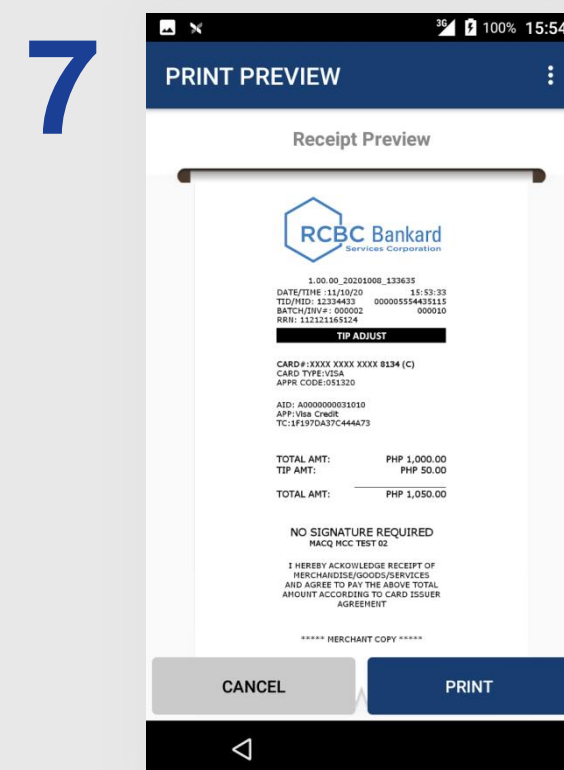 7
3G 100% 15:54
PRINT PREVIEW
Receipt Preview
RCBC Bankard
Services Corporation
1.00.00_20201008_133635
DATE/TIME :11/10/20 15:53:33
TID/MID: 12334433 000005554435115
BATCH/INV#: 000002 000010
RRN: 112121165124
TIP ADJUST
CARD#:XXXX XXXX XXXX 8134 (C)
CARD TYPE:VISA
APPR CODE:051320
AID: A0000000031010
APP:Visa Credit
TC:1F197DA37C444A73
TOTAL AMT: PHP 1,000.00
TIP AMT: PHP 50.00
TOTAL AMT: PHP 1,050.00
NO SIGNATURE REQUIRED
MACQ MCC TEST 02
I HEREBY ACKOWLEDGE RECEIPT OF
MERCHANDISE/GOODS/SERVICES
AND AGREE TO PAY THE ABOVE TOTAL
AMOUNT ACCORDING TO CARD ISSUER
AGREEMENT
***** MERCHANT COPY *****
CANCEL PRINT